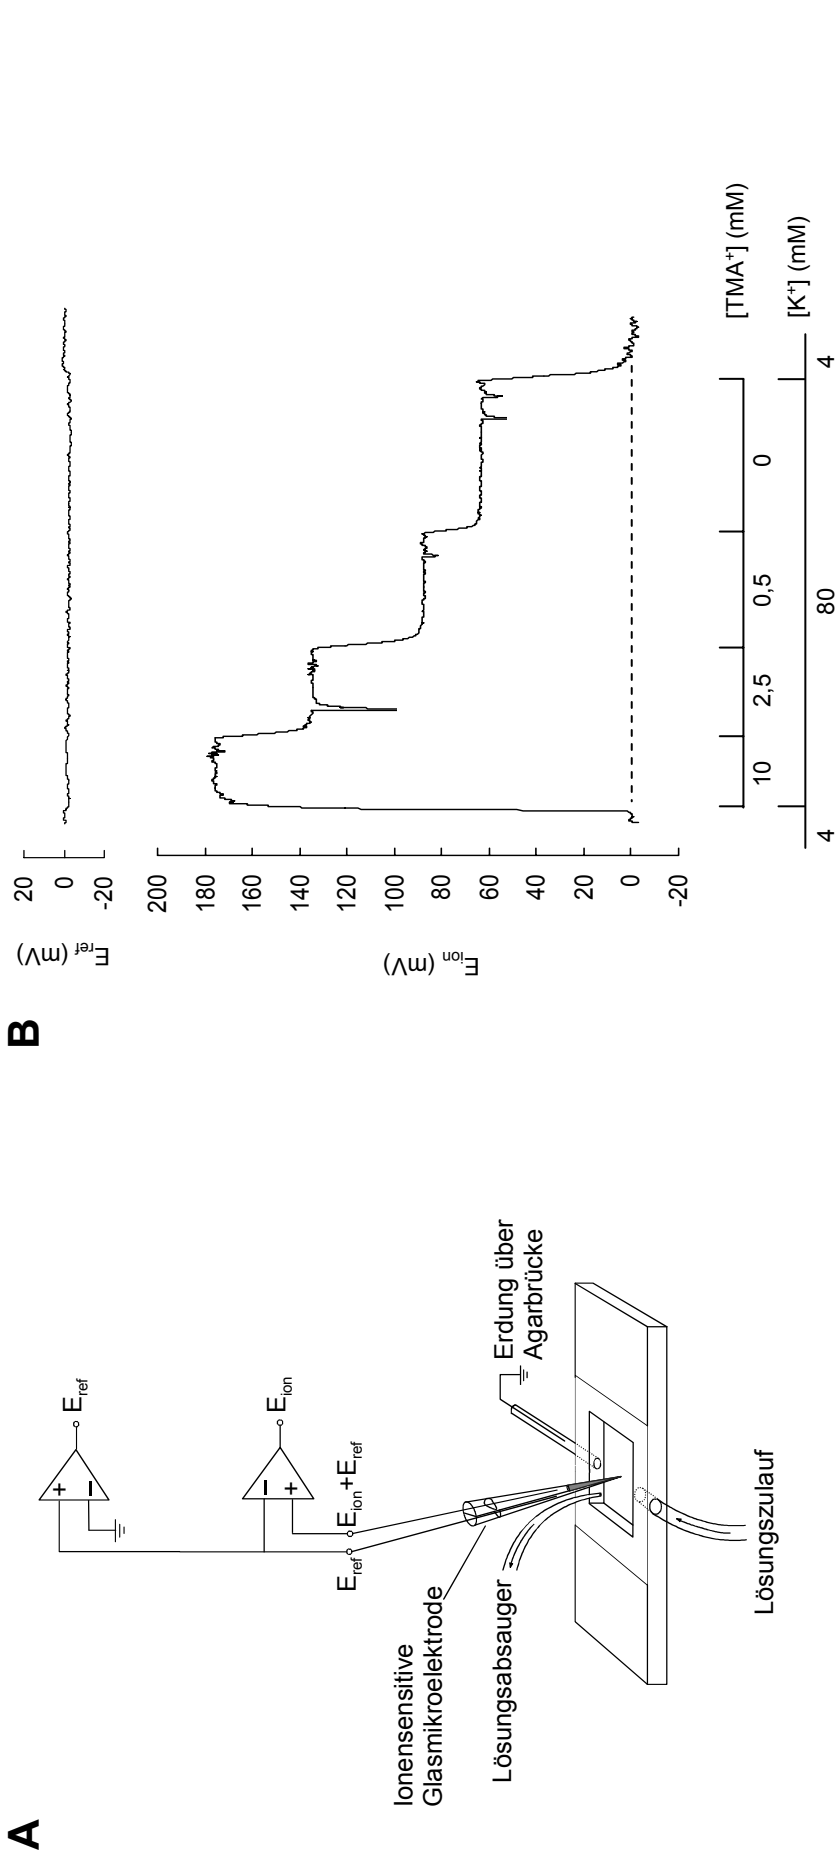 A
E_ref
E_ion
+
–
–
+
E_ref
E_ion+E_ref
Ionensensitive
Glasmikroelektrode
Lösungsabsauger
Erdung über
Agarbrücke
Lösungszulauf
B
E_ref (mV)
20
0
-20
E_ion (mV)
200
180
160
140
120
100
80
60
40
20
0
-20
10 2,5 0,5 0 [TMA⁺] (mM)
4 80 4 [K⁺] (mM)